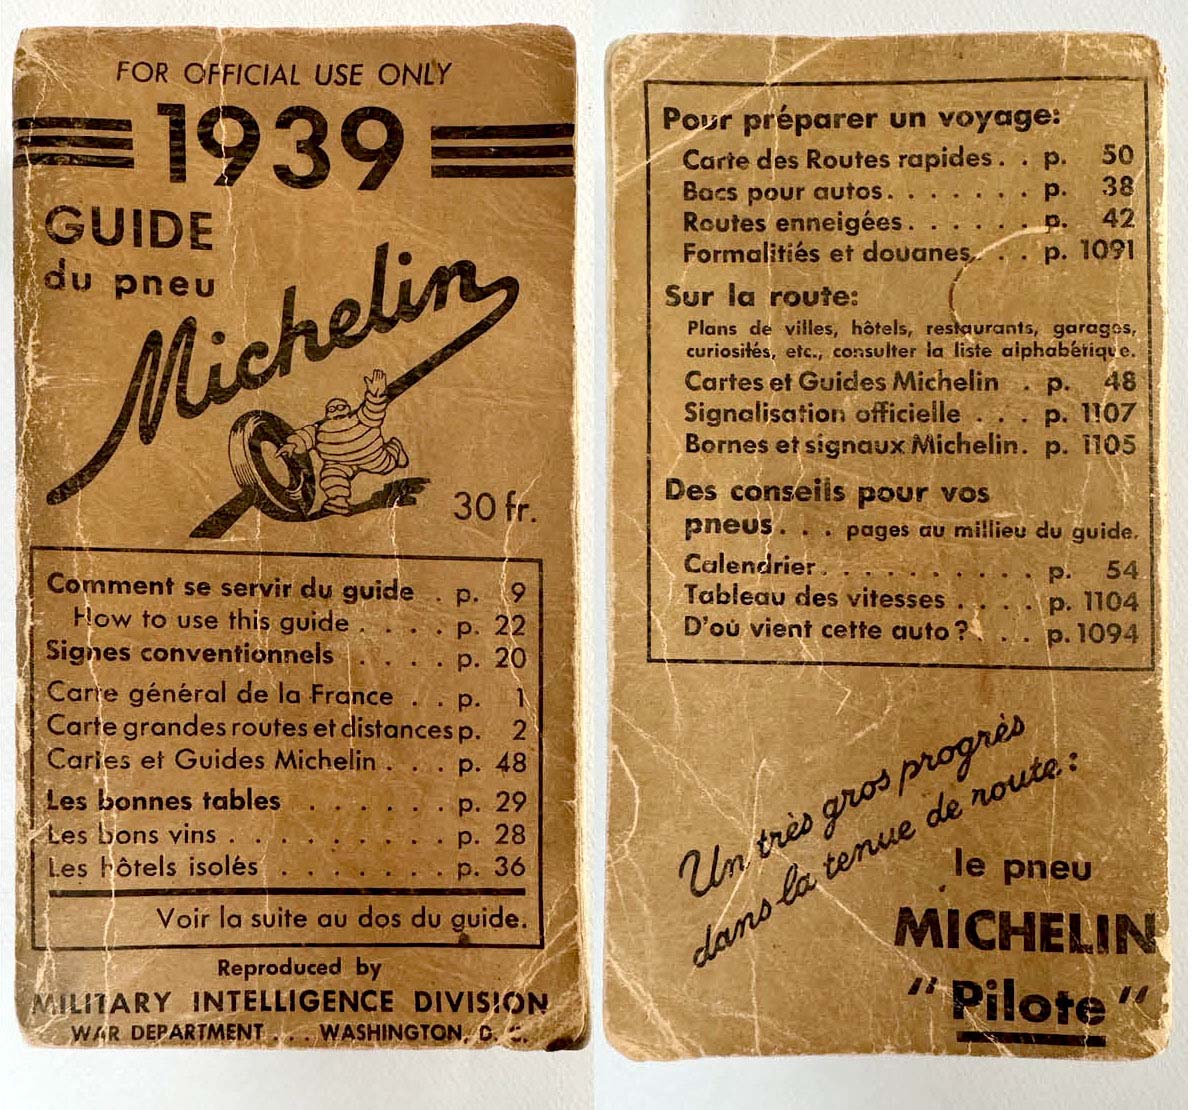 FOR OFFICIAL USE ONLY
1939
GUIDE
du pneu
Michelin
30 fr.
Comment se servir du guide . p. 9
How to use this guide . . . . p. 22
Signes conventionnels . . . . p. 20
Carte général de la France . . p. 1
Carte grandes routes et distances p. 2
Cartes et Guides Michelin . . . p. 48
Les bonnes tables . . . . . . p. 29
Les bons vins . . . . . . . . p. 28
Les hôtels isolés . . . . . . . p. 36
Voir la suite au dos du guide.
Reproduced by
MILITARY INTELLIGENCE DIVISION
WAR DEPARTMENT . . . WASHINGTON, D. C.
Pour préparer un voyage:
Carte des Routes rapides . . p. 50
Bacs pour autos . . . . . . . p. 38
Routes enneigées . . . . . . p. 42
Formalitiés et douanes . . . p. 1091
Sur la route:
Plans de villes, hôtels, restaurants, garages,
curiosités, etc., consulter la liste alphabétique.
Cartes et Guides Michelin . p. 48
Signalisation officielle . . . p. 1107
Bornes et signaux Michelin . p. 1105
Des conseils pour vos
pneus . . . pages au millieu du guide.
Calendrier . . . . . . . . . . p. 54
Tableau des vitesses . . . . p. 1104
D'où vient cette auto? . . . p. 1094
Un très gros progrès
dans la tenue de route:
le pneu
MICHELIN
"Pilote"